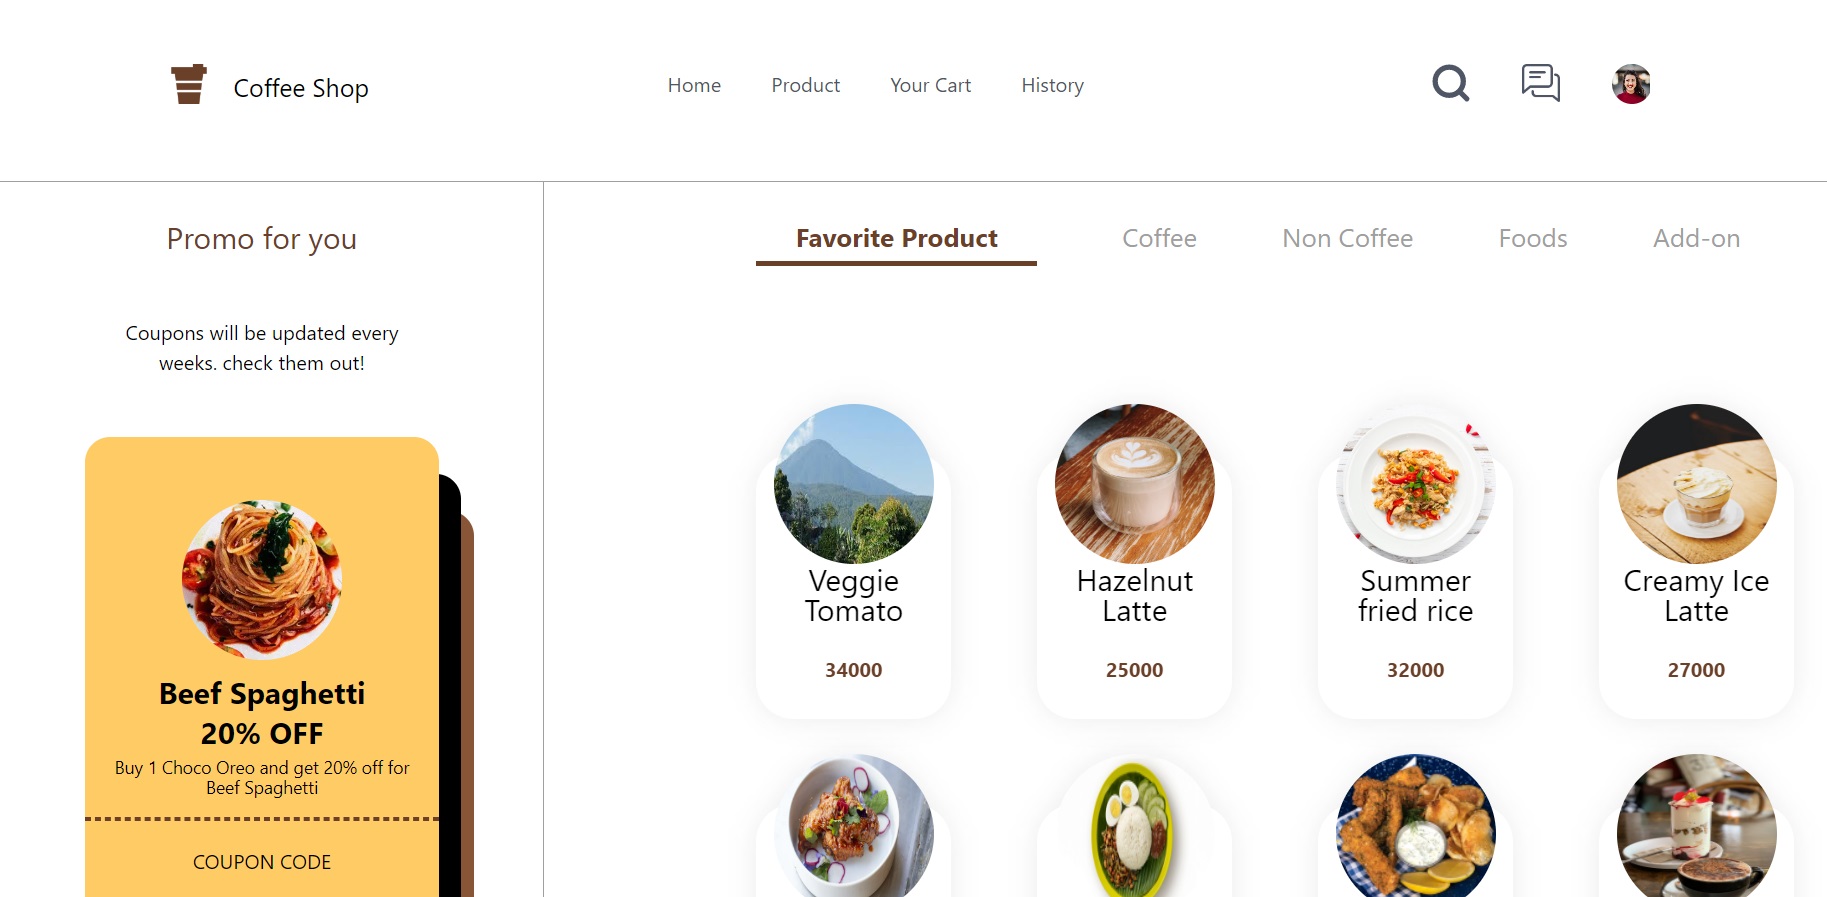 Coffee Shop
Home
Product
Your Cart
History
Promo for you
Coupons will be updated every
weeks. check them out!
Beef Spaghetti
20% OFF
Buy 1 Choco Oreo and get 20% off for
Beef Spaghetti
COUPON CODE
Favorite Product
Coffee
Non Coffee
Foods
Add-on
Veggie
Tomato
34000
Hazelnut
Latte
25000
Summer
fried rice
32000
Creamy Ice
Latte
27000